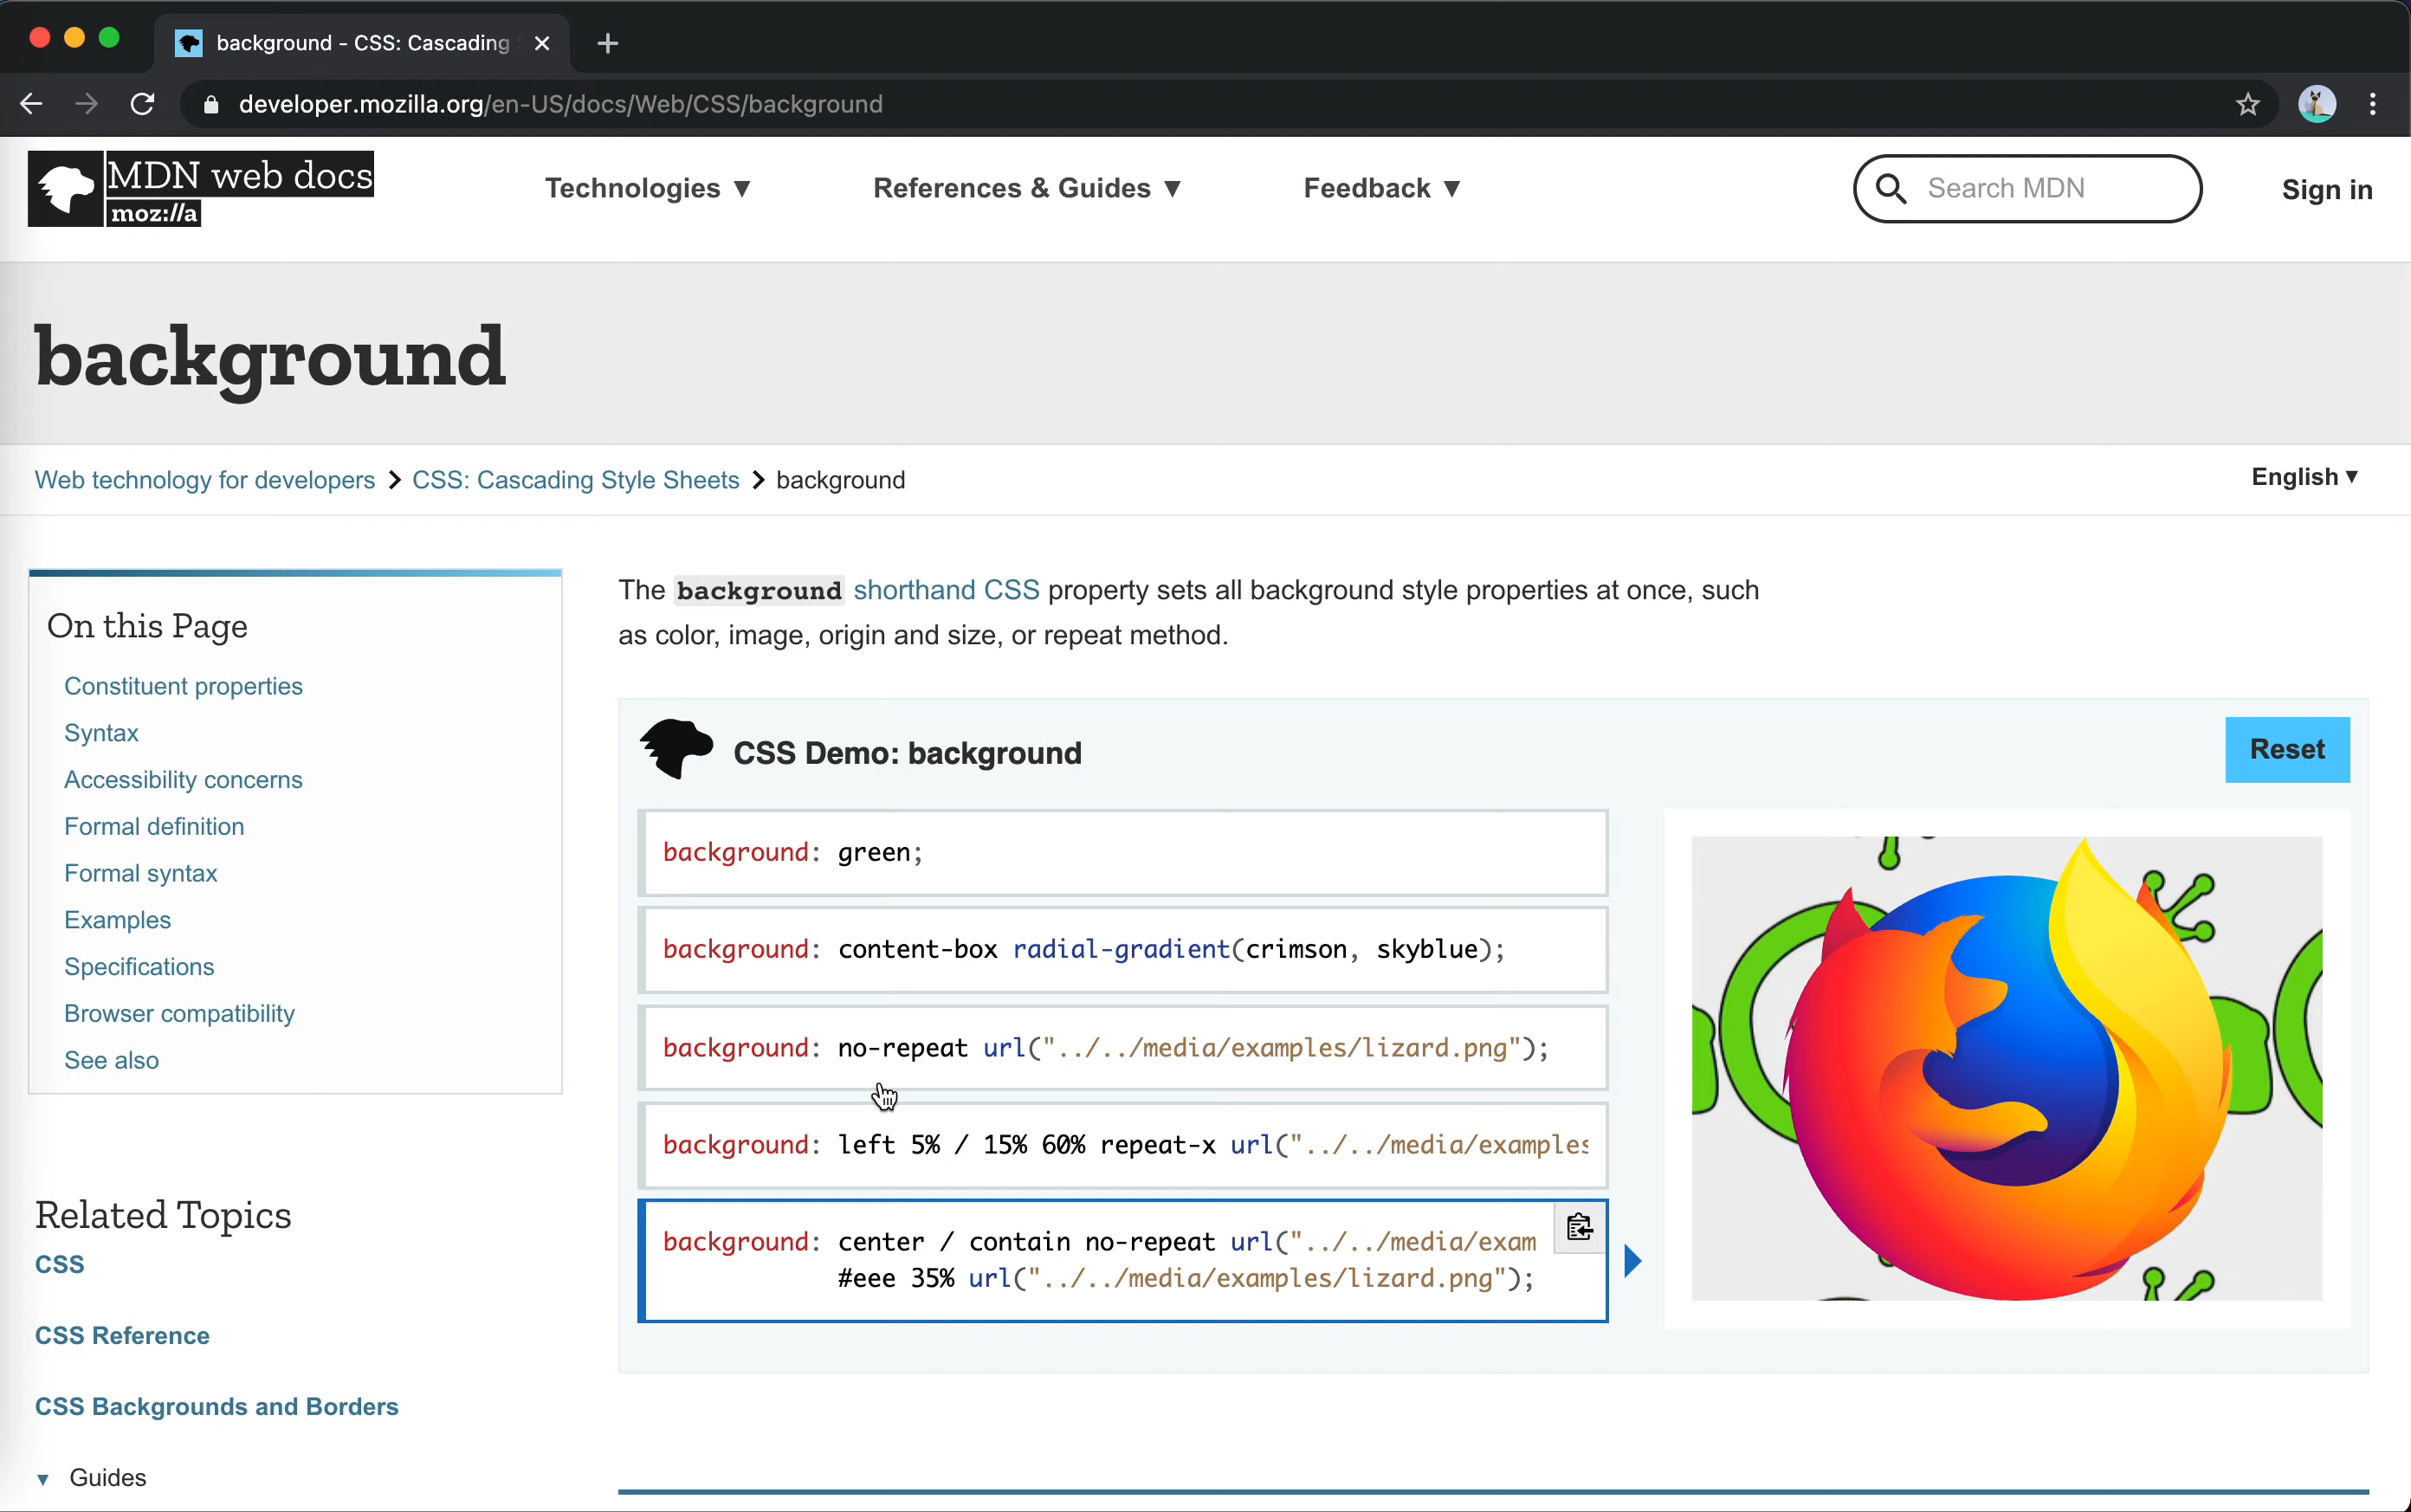 background - CSS: Cascading
developer.mozilla.org/en-US/docs/Web/CSS/background
MDN web docs
moz://a
Technologies ▼
References & Guides ▼
Feedback ▼
Search MDN
Sign in
background
Web technology for developers > CSS: Cascading Style Sheets > background
English ▼
On this Page
Constituent properties
Syntax
Accessibility concerns
Formal definition
Formal syntax
Examples
Specifications
Browser compatibility
See also
Related Topics
CSS
CSS Reference
CSS Backgrounds and Borders
▼ Guides
The background shorthand CSS property sets all background style properties at once, such
as color, image, origin and size, or repeat method.
CSS Demo: background
Reset
background: green;
background: content-box radial-gradient(crimson, skyblue);
background: no-repeat url("../../media/examples/lizard.png");
background: left 5% / 15% 60% repeat-x url("../../media/examples
background: center / contain no-repeat url("../../media/exam
#eee 35% url("../../media/examples/lizard.png");